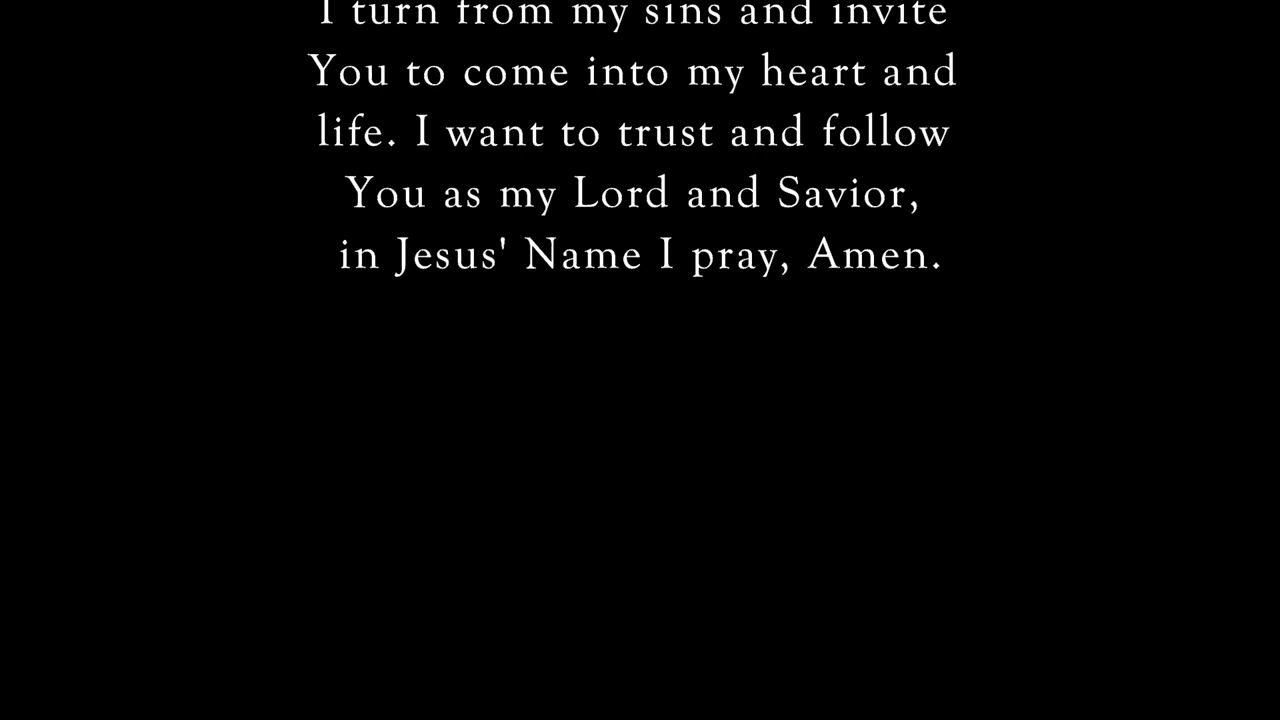 I turn from my sins and invite
You to come into my heart and
life. I want to trust and follow
You as my Lord and Savior,
in Jesus' Name I pray, Amen.